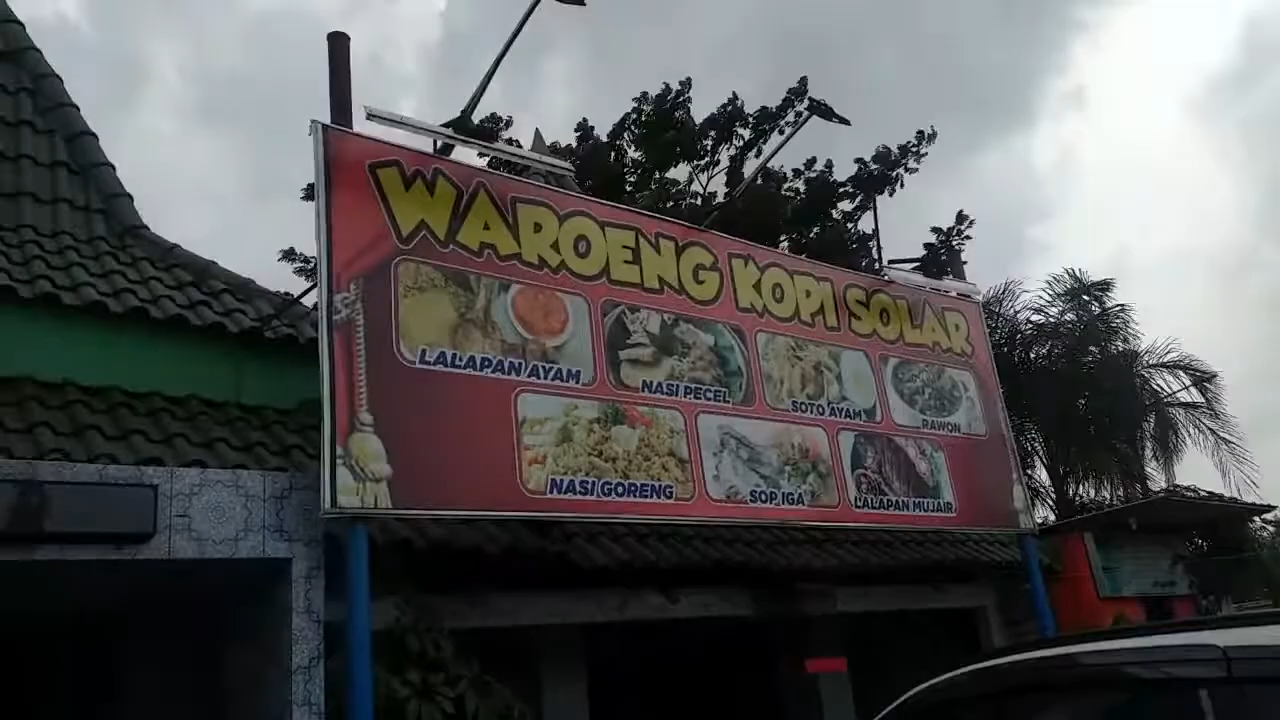 WAROENG KOPI SOLAR
LALAPAN AYAM
NASI PECEL
SOTO AYAM
RAWON
NASI GORENG
SOP IGA
LALAPAN MUJAIR